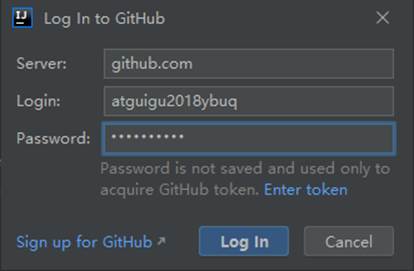 IJ Log In to GitHub
Server: github.com
Login: atguigu2018ybuq
Password: ••••••••••
Password is not saved and used only to
acquire GitHub token. Enter token
Sign up for GitHub ↗ Log In Cancel